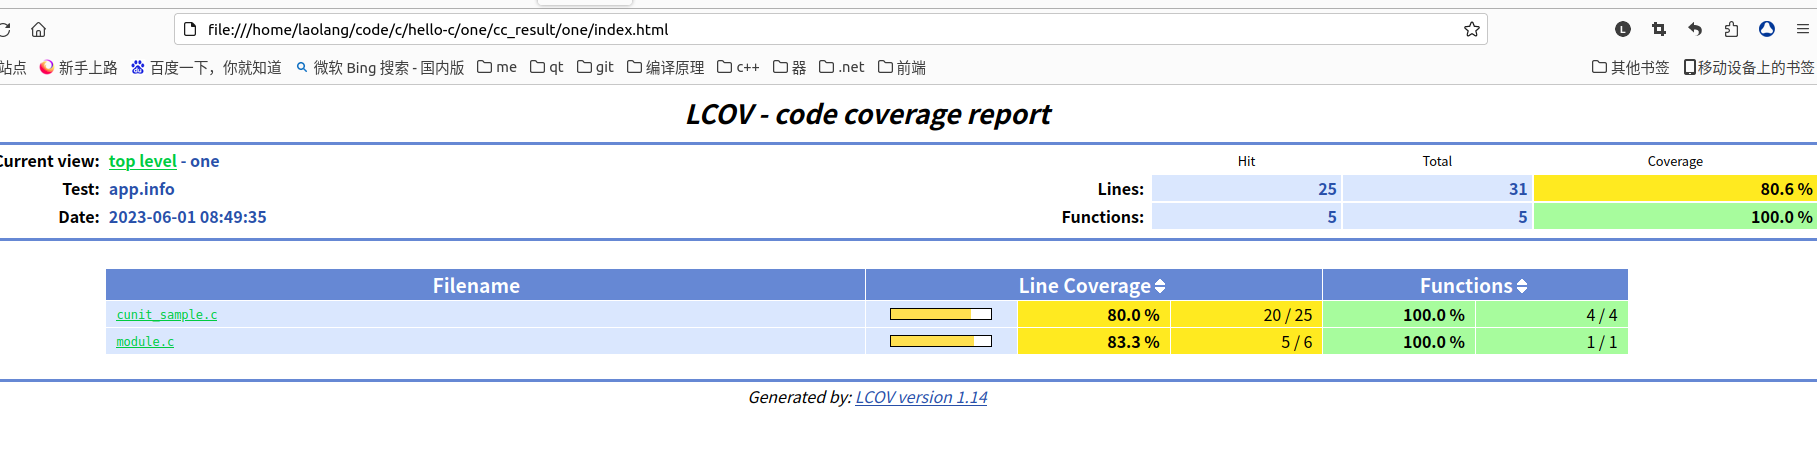 file:///home/laolang/code/c/hello-c/one/cc_result/one/index.html
L
站点 新手上路 百度一下，你就知道 微软 Bing 搜索 - 国内版 me qt git 编译原理 c++ 器 .net 前端 其他书签 移动设备上的书签
LCOV - code coverage report
Current view: top level - one Hit Total Coverage
Test: app.info Lines: 25 31 80.6 %
Date: 2023-06-01 08:49:35 Functions: 5 5 100.0 %
Filename Line Coverage Functions
cunit_sample.c 80.0 % 20 / 25 100.0 % 4 / 4
module.c 83.3 % 5 / 6 100.0 % 1 / 1
Generated by: LCOV version 1.14